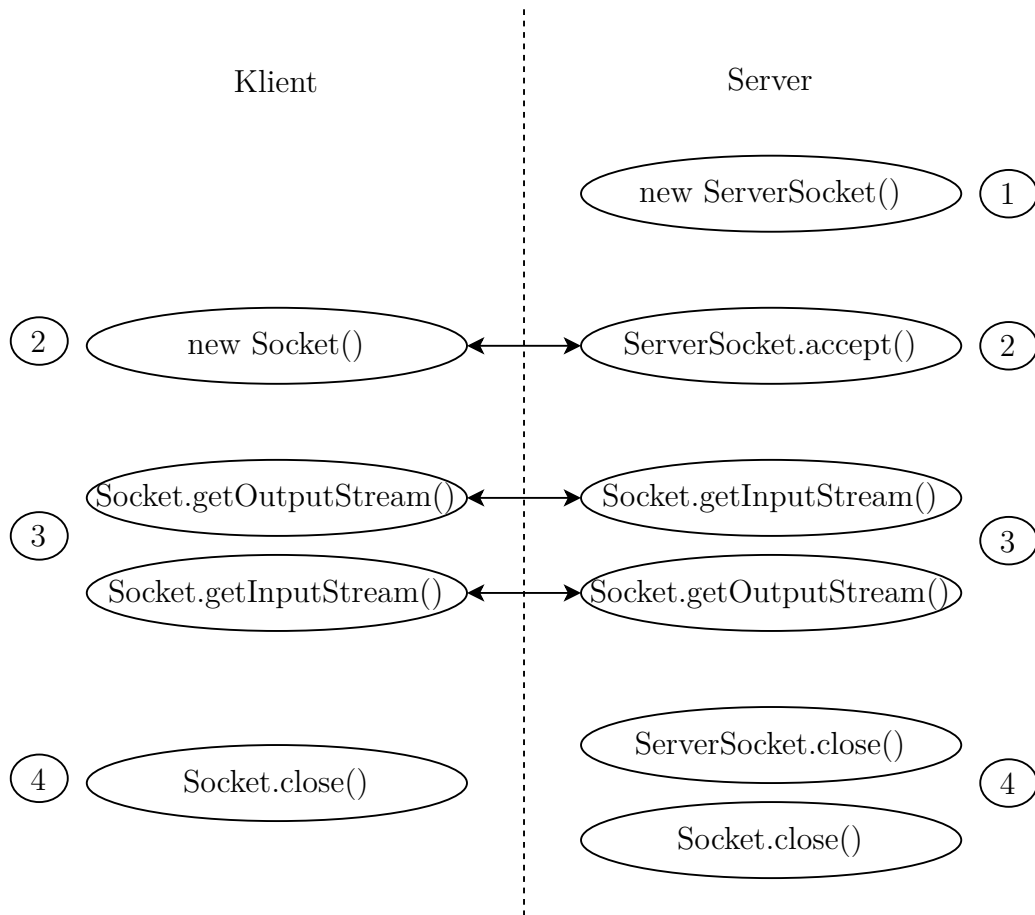 Klient
Server
new ServerSocket()
1
2
new Socket()
ServerSocket.accept()
2
Socket.getOutputStream()
Socket.getInputStream()
3
3
Socket.getInputStream()
Socket.getOutputStream()
ServerSocket.close()
4
Socket.close()
4
Socket.close()